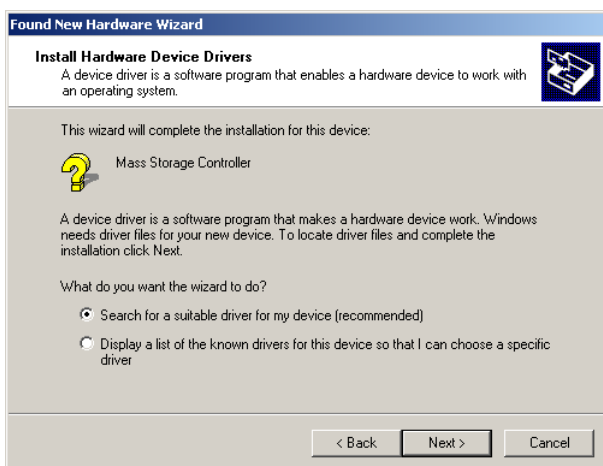 Found New Hardware Wizard
Install Hardware Device Drivers
A device driver is a software program that enables a hardware device to work with
an operating system.
This wizard will complete the installation for this device:
Mass Storage Controller
A device driver is a software program that makes a hardware device work. Windows
needs driver files for your new device. To locate driver files and complete the
installation click Next.
What do you want the wizard to do?
Search for a suitable driver for my device (recommended)
Display a list of the known drivers for this device so that I can choose a specific
driver
< Back Next > Cancel